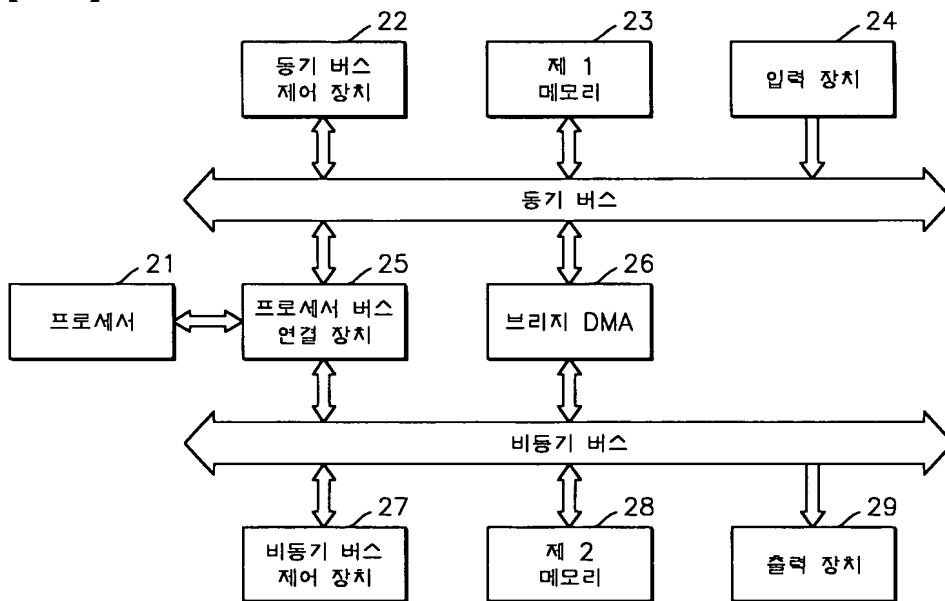 22
23
24
동기 버스
제어 장치
제 1
메모리
입력 장치
동기 버스
21
25
26
프로세서
프로세서 버스
연결 장치
브리지 DMA
비동기 버스
27
28
29
비동기 버스
제어 장치
제 2
메모리
출력 장치